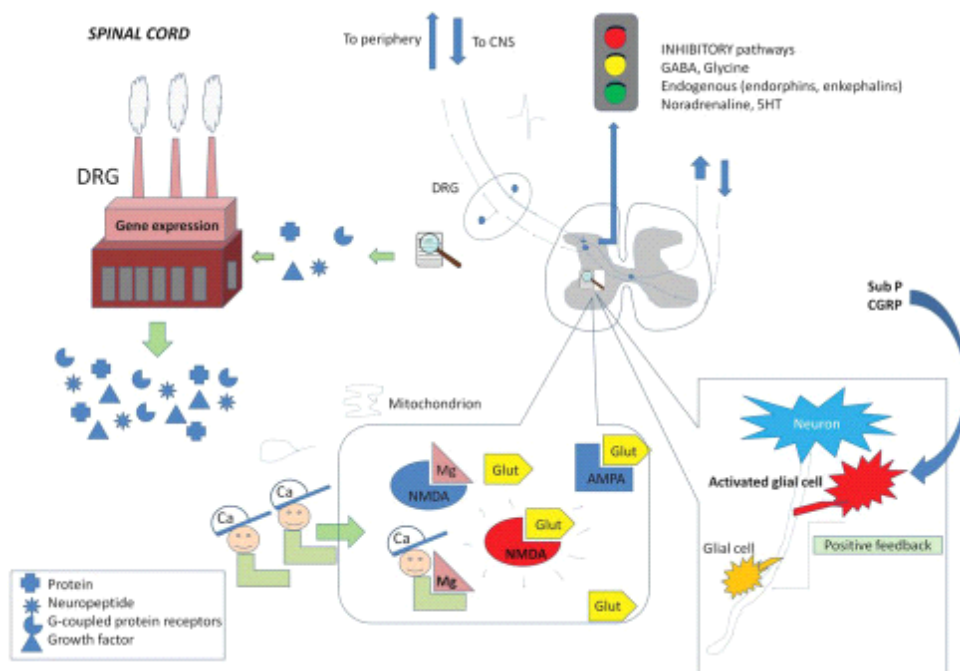 SPINAL CORD
To periphery
To CNS
INHIBITORY pathways
GABA, Glycine
Endogenous (endorphins, enkephalins)
Noradrenaline, 5HT
DRG
DRG
Gene expression
Sub P
CGRP
Mitochondrion
Neuron
Activated glial cell
Glial cell
Positive feedback
Mg
NMDA
Glut
Glut
AMPA
Ca
Ca
Ca
Mg
Glut
NMDA
Glut
Protein
Neuropeptide
G-coupled protein receptors
Growth factor